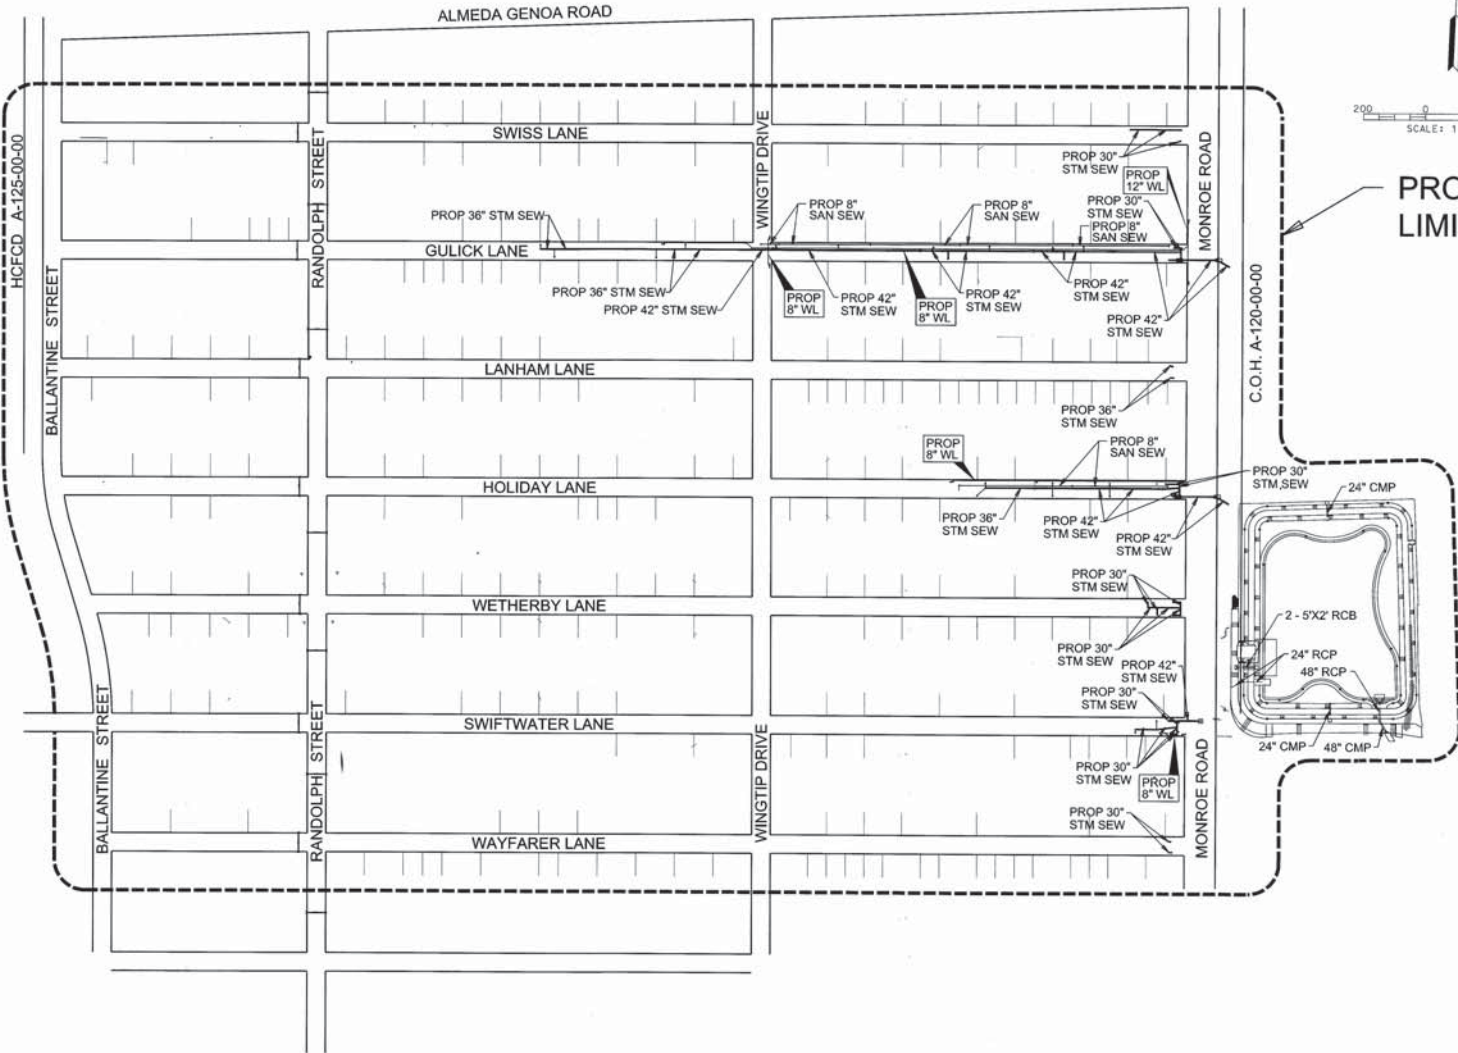 ALMEDA GENOA ROAD
HCFCD A-125-00-00
BALLANTINE STREET
RANDOLPH STREET
SWISS LANE
WINGTIP DRIVE
MONROE ROAD
PROP 30"
STM SEW
PROP
12" WL
200 0
SCALE: 1
PROP 36" STM SEW
PROP 8"
SAN SEW
PROP 8"
SAN SEW
PROP 30"
STM SEW
PROP 8"
SAN SEW
GULICK LANE
PROP 36" STM SEW
PROP 42" STM SEW
PROP
8" WL
PROP 42"
STM SEW
PROP
8" WL
PROP 42"
STM SEW
PROP 42"
STM SEW
PROP 42"
STM SEW
C.O.H. A-120-00-00
LANHAM LANE
PROP 36"
STM SEW
PROP
8" WL
PROP 8"
SAN SEW
HOLIDAY LANE
PROP 30"
STM SEW
24" CMP
PROP 36"
STM SEW
PROP 42"
STM SEW
PROP 42"
STM SEW
PROP 30"
STM SEW
WETHERBY LANE
PROP 30"
STM SEW
2 - 5'X2' RCB
24" RCP
48" RCP
PROP 42"
STM SEW
PROP 30"
STM SEW
SWIFTWATER LANE
24" CMP
48" CMP
BALLANTINE STREET
RANDOLPH STREET
WINGTIP DRIVE
MONROE ROAD
PROP 30"
STM SEW
PROP
8" WL
PROP 30"
STM SEW
WAYFARER LANE